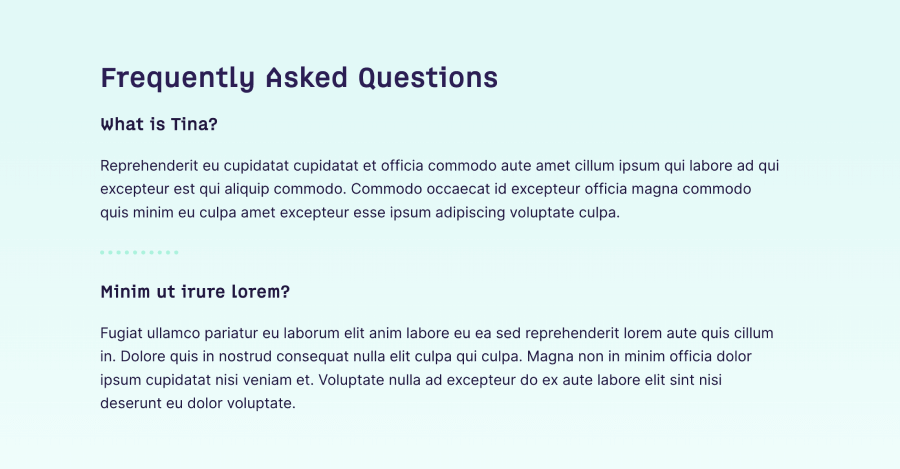 Frequently Asked Questions
What is Tina?
Reprehenderit eu cupidatat cupidatat et officia commodo aute amet cillum ipsum qui labore ad qui
excepteur est qui aliquip commodo. Commodo occaecat id excepteur officia magna commodo
quis minim eu culpa amet excepteur esse ipsum adipiscing voluptate culpa.
Minim ut irure lorem?
Fugiat ullamco pariatur eu laborum elit anim labore eu ea sed reprehenderit lorem aute quis cillum
in. Dolore quis in nostrud consequat nulla elit culpa qui culpa. Magna non in minim officia dolor
ipsum cupidatat nisi veniam et. Voluptate nulla ad excepteur do ex aute labore elit sint nisi
deserunt eu dolor voluptate.